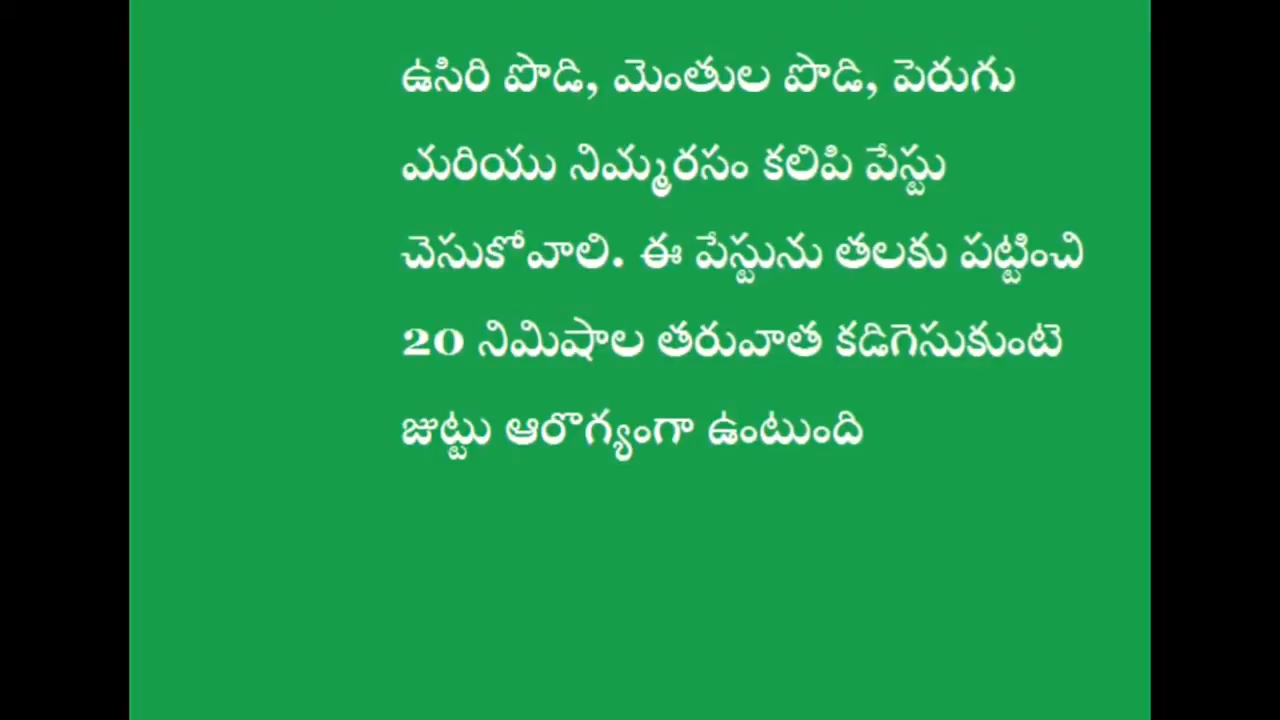 ఉసిరి పొడి, మెంతుల పొడి, పెరుగు
మరియు నిమ్మరసం కలిపి పేస్టు
చెసుకోవాలి. ఈ పేస్టును తలకు పట్టించి
20 నిమిషాల తరువాత కడిగెసుకుంటె
జుట్టు ఆరొగ్యంగా ఉంటుంది